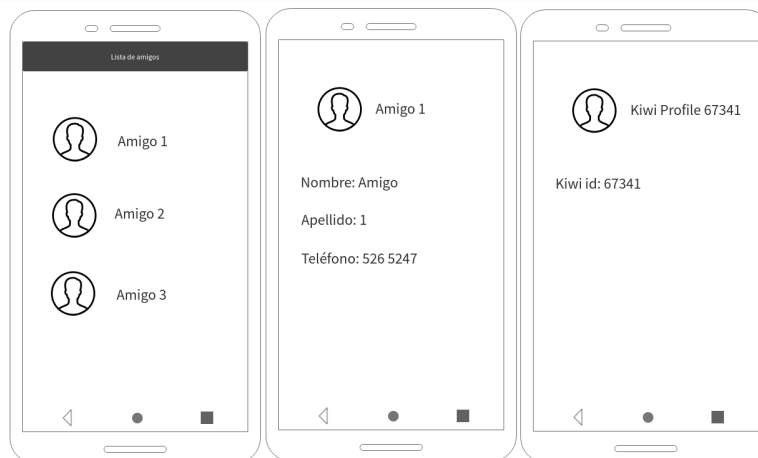 Lista de amigos
Amigo 1
Amigo 2
Amigo 3
Amigo 1
Nombre: Amigo
Apellido: 1
Teléfono: 526 5247
Kiwi Profile 67341
Kiwi id: 67341